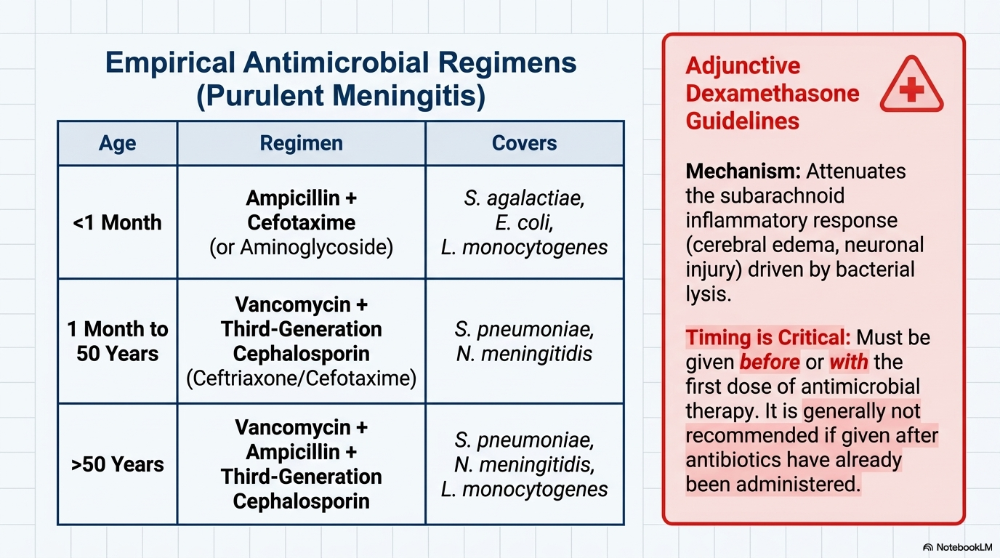 Empirical Antimicrobial Regimens
(Purulent Meningitis)
Age
Regimen
Covers
<1 Month
Ampicillin +
Cefotaxime
(or Aminoglycoside)
S. agalactiae,
E. coli,
L. monocytogenes
1 Month to
50 Years
Vancomycin +
Third-Generation
Cephalosporin
(Ceftriaxone/Cefotaxime)
S. pneumoniae,
N. meningitidis
>50 Years
Vancomycin +
Ampicillin +
Third-Generation
Cephalosporin
S. pneumoniae,
N. meningitidis,
L. monocytogenes
Adjunctive
Dexamethasone
Guidelines
Mechanism: Attenuates
the subarachnoid
inflammatory response
(cerebral edema, neuronal
injury) driven by bacterial
lysis.
Timing is Critical: Must be
given before or with the
first dose of antimicrobial
therapy. It is generally not
recommended if given after
antibiotics have already
been administered.
NotebookLM